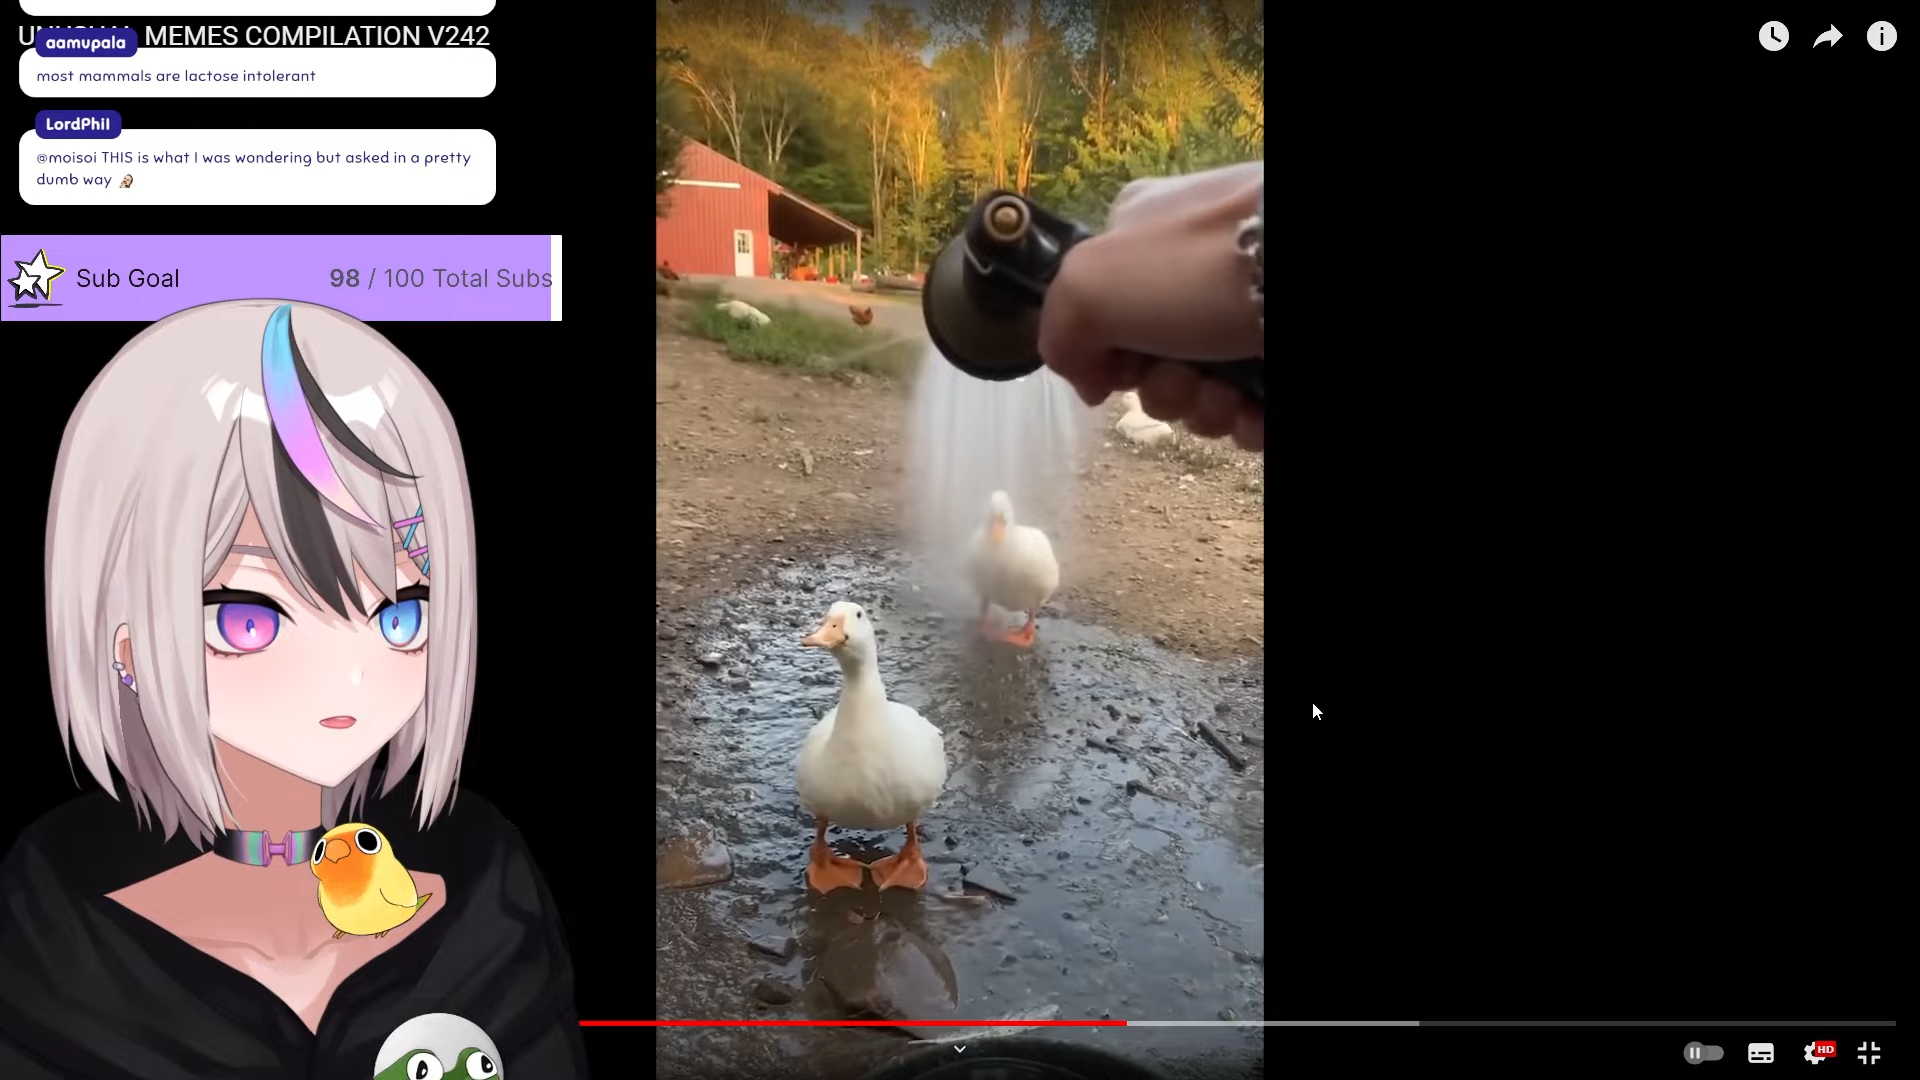 UNUSUAL MEMES COMPILATION V242
aamupala
most mammals are lactose intolerant
LordPhil
@moisoi THIS is what I was wondering but asked in a pretty
dumb way
Sub Goal 98 / 100 Total Subs
HD